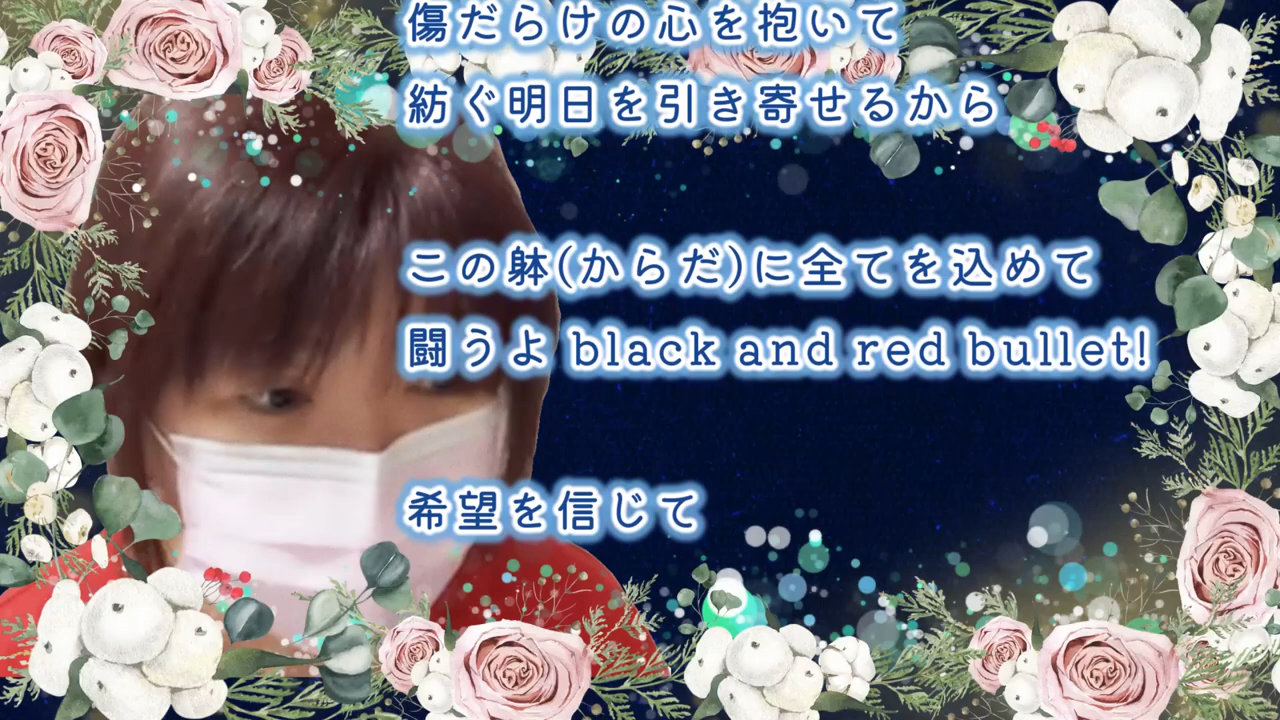 傷だらけの心を抱いて
紡ぐ明日を引き寄せるから
この躰(からだ)に全てを込めて
闘うよ black and red bullet!
希望を信じて